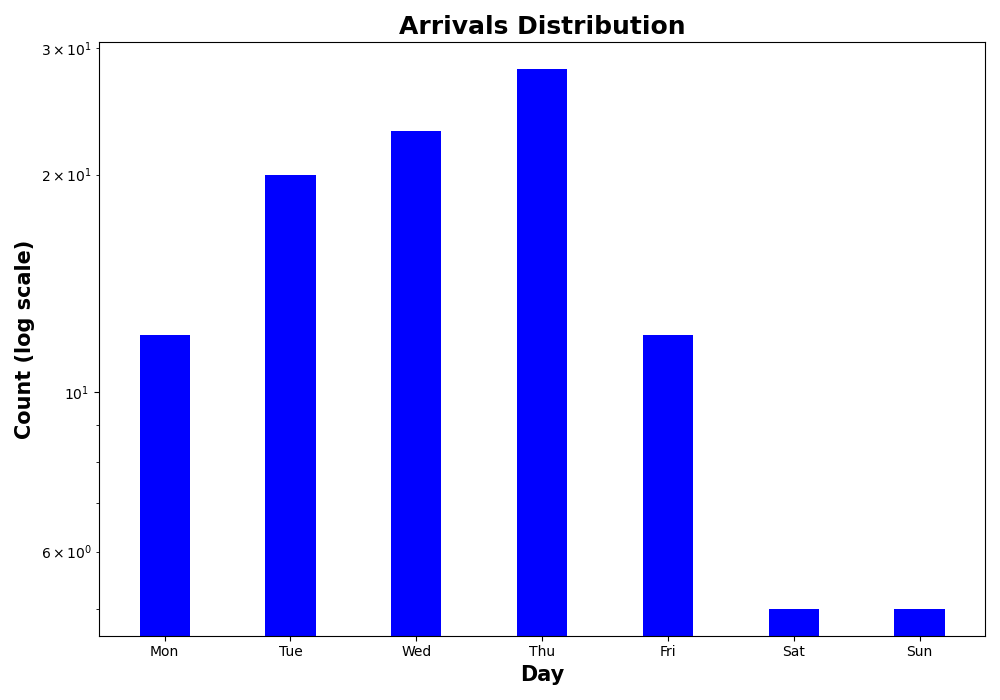 Arrivals Distribution
3 × 10¹
2 × 10¹
10¹
6 × 10⁰
Count (log scale)
Mon Tue Wed Thu Fri Sat Sun
Day